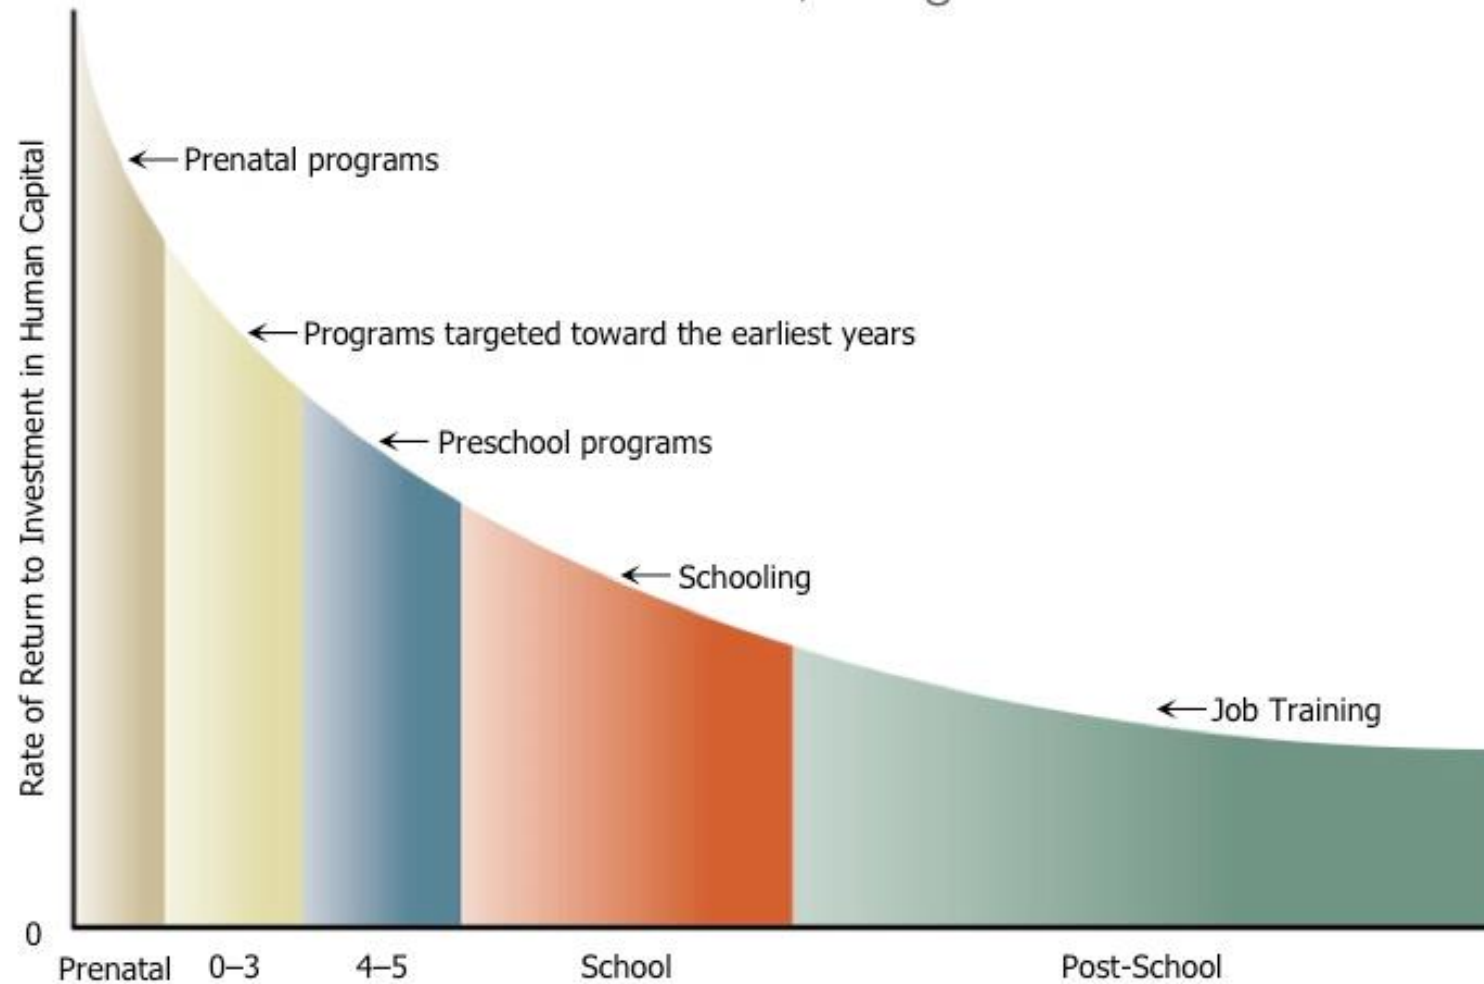 Prenatal programs
Programs targeted toward the earliest years
Preschool programs
Schooling
Job Training
Rate of Return to Investment in Human Capital
0
Prenatal
0–3
4–5
School
Post-School